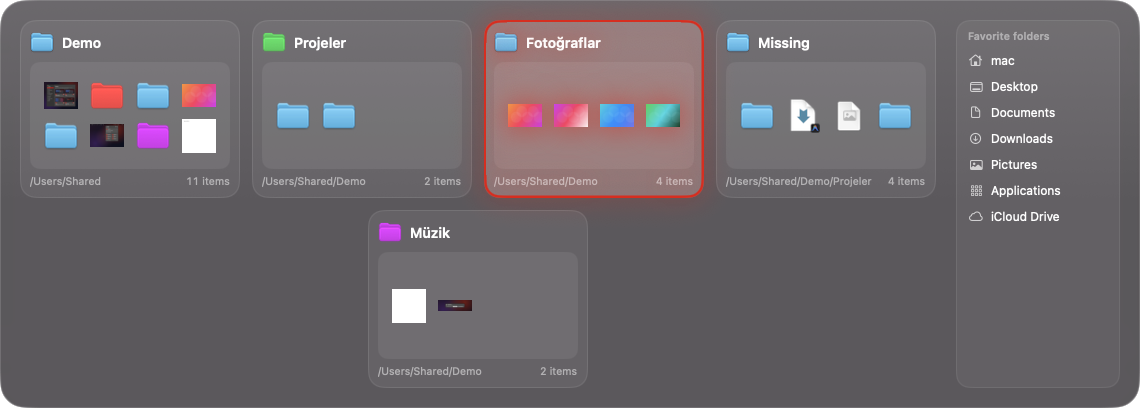 Demo
/Users/Shared
11 items
Projeler
/Users/Shared/Demo
2 items
Fotoğraflar
/Users/Shared/Demo
4 items
Missing
/Users/Shared/Demo/Projeler
4 items
Müzik
/Users/Shared/Demo
2 items
Favorite folders
mac
Desktop
Documents
Downloads
Pictures
Applications
iCloud Drive